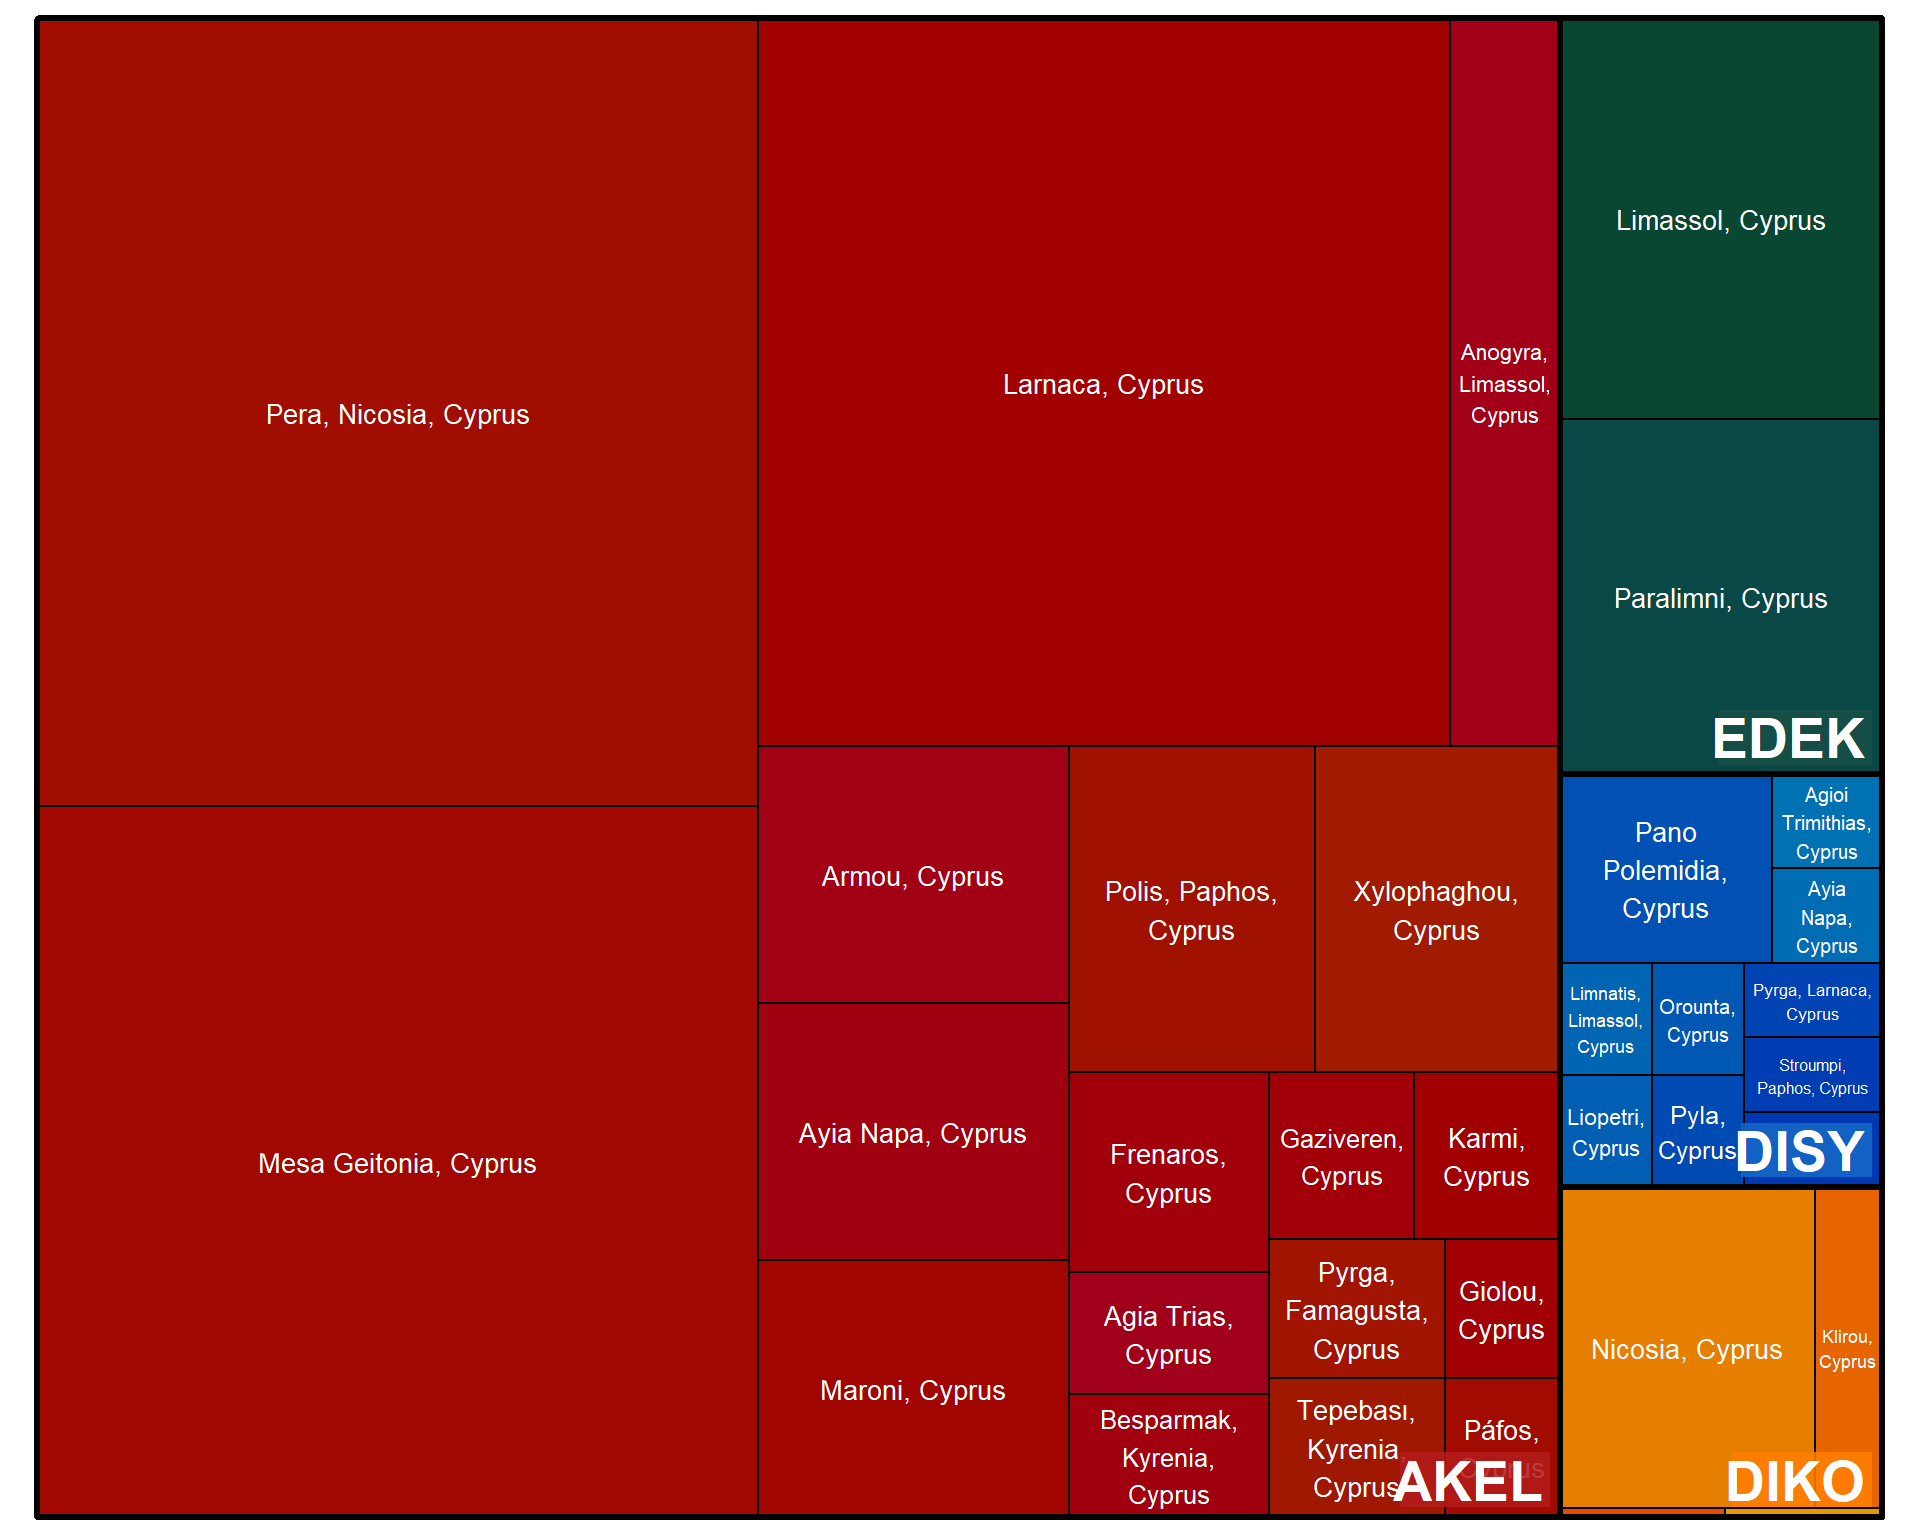 Pera, Nicosia, Cyprus
Mesa Geitonia, Cyprus
Larnaca, Cyprus
Anogyra,
Limassol,
Cyprus
Armou, Cyprus
Ayia Napa, Cyprus
Maroni, Cyprus
Polis, Paphos,
Cyprus
Xylophaghou,
Cyprus
Frenaros,
Cyprus
Agia Trias,
Cyprus
Besparmak,
Kyrenia,
Cyprus
Gaziveren,
Cyprus
Karmi,
Cyprus
Pyrga,
Famagusta,
Cyprus
Giolou,
Cyprus
Tepebası,
Kyrenia,
Cyprus
Páfos,
Cyprus
AKEL
Limassol, Cyprus
Paralimni, Cyprus
EDEK
Pano
Polemidia,
Cyprus
Agioi
Trimithias,
Cyprus
Ayia
Napa,
Cyprus
Limnatis,
Limassol,
Cyprus
Orounta,
Cyprus
Pyrga, Larnaca,
Cyprus
Stroumpi,
Paphos, Cyprus
Liopetri,
Cyprus
Pyla,
Cyprus
DISY
Nicosia, Cyprus
Klirou,
Cyprus
DIKO